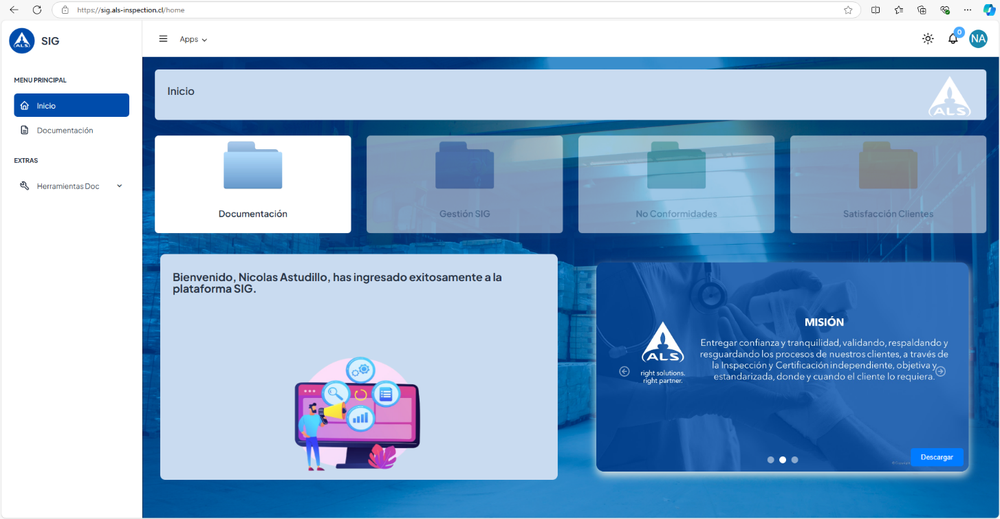 https://sig.als-inspection.cl/home
ALS
SIG
Apps
0
NA
MENU PRINCIPAL
Inicio
Documentación
EXTRAS
Herramientas Doc
Inicio
ALS
Documentación
Gestión SIG
No Conformidades
Satisfacción Clientes
Bienvenido, Nicolas Astudillo, has ingresado exitosamente a la
plataforma SIG.
MISIÓN
Entregar confianza y tranquilidad, validando, respaldando y
resguardando los procesos de nuestros clientes, a través de
la Inspección y Certificación independiente, objetiva y
estandarizada, donde y cuando el cliente lo requiera.
ALS
right solutions.
right partner.
© Copyright
Descargar